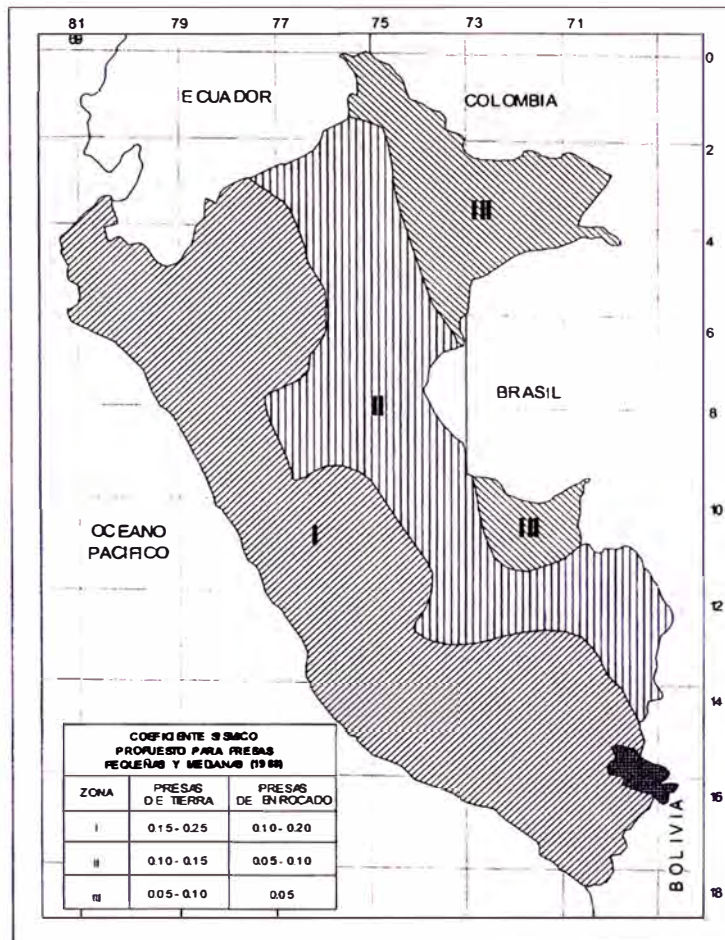 81 79 77 75 73 71
ECUADOR
COLOMBIA
0
2
III
4
6
BRASIL
II
8
OCEANO
PACIFICO
I
III
10
12
14
COEFICIENTE SISMICO
PROPUESTO PARA PRESAS
PEQUEÑAS Y MEDIANAS (1988)
ZONA PRESAS DE TIERRA PRESAS DE ENROCADO
I 0.15 - 0.25 0.10 - 0.20
II 0.10 - 0.15 0.05 - 0.10
III 0.05 - 0.10 0.05
BOLIVIA
16
18